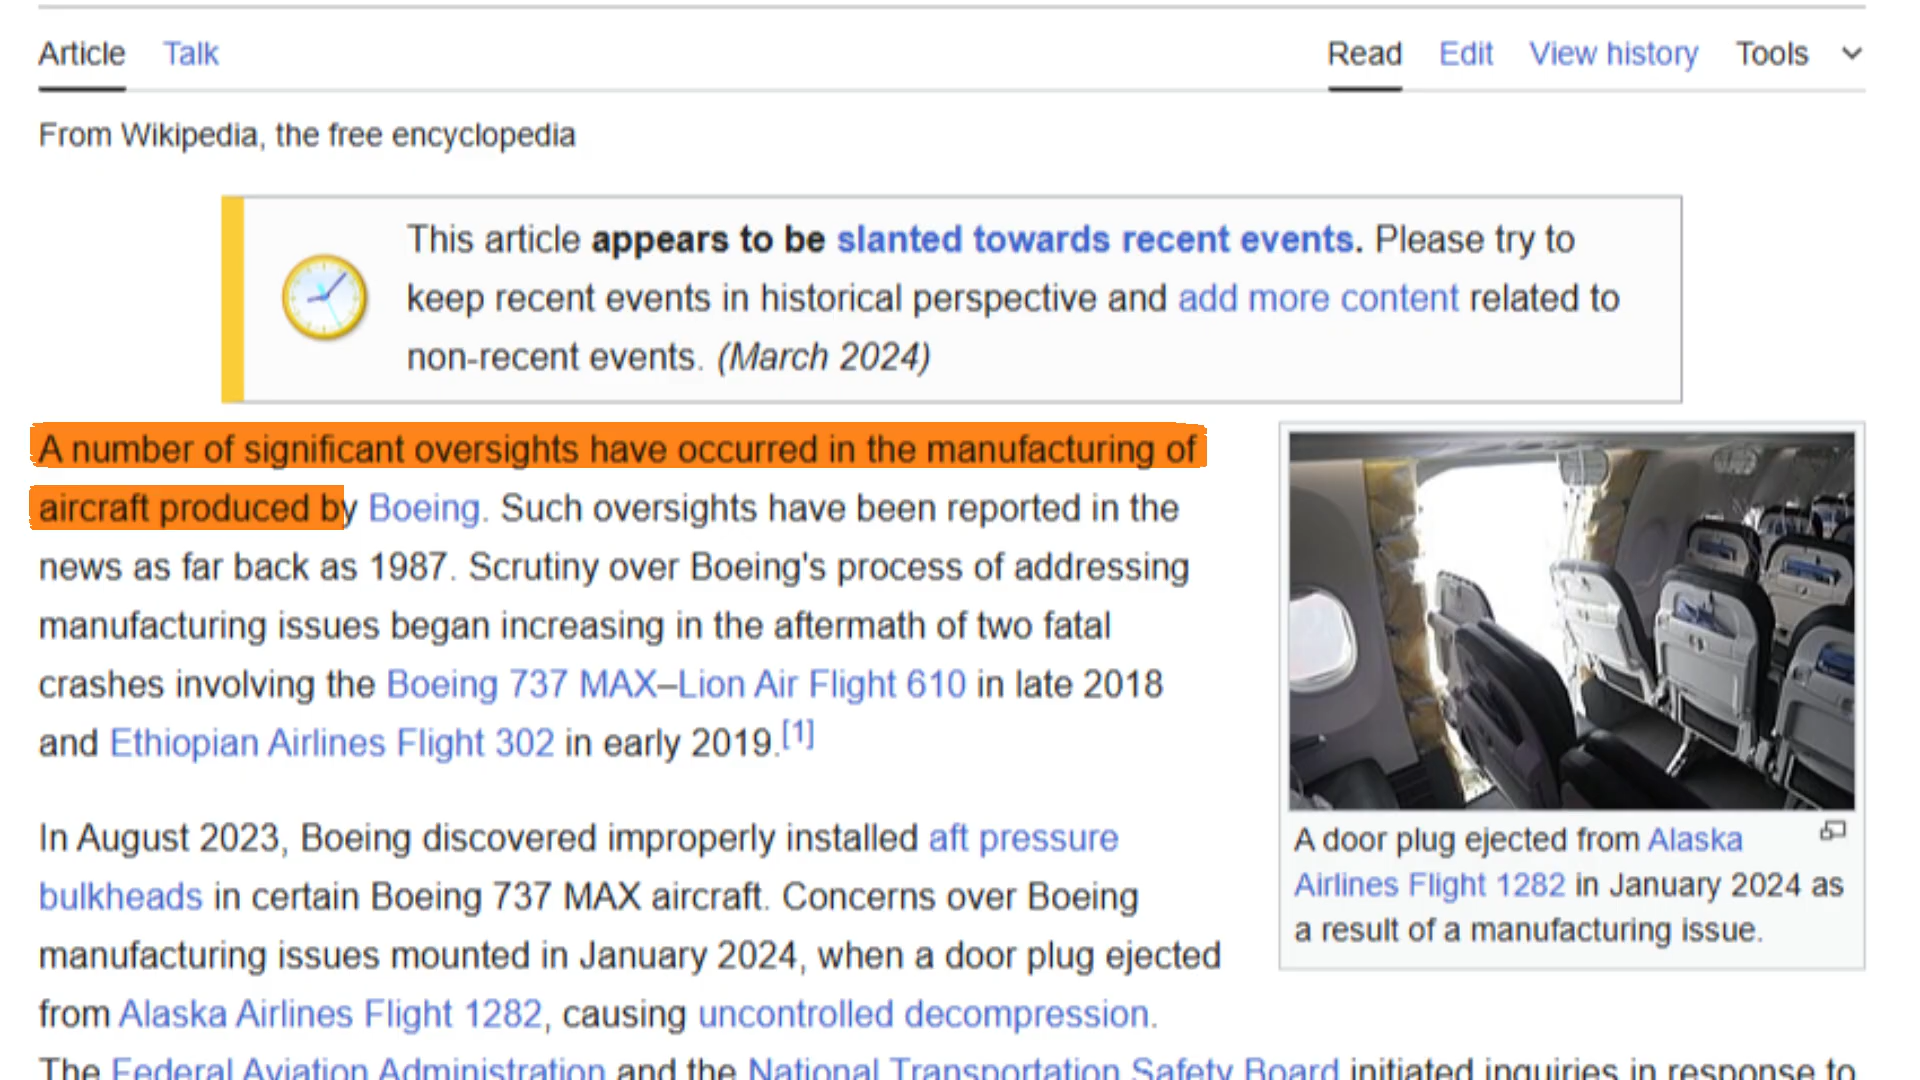 Article Talk Read Edit View history Tools
From Wikipedia, the free encyclopedia
This article appears to be slanted towards recent events. Please try to
keep recent events in historical perspective and add more content related to
non-recent events. (March 2024)
A number of significant oversights have occurred in the manufacturing of
aircraft produced by Boeing. Such oversights have been reported in the
news as far back as 1987. Scrutiny over Boeing's process of addressing
manufacturing issues began increasing in the aftermath of two fatal
crashes involving the Boeing 737 MAX–Lion Air Flight 610 in late 2018
and Ethiopian Airlines Flight 302 in early 2019.[1]
In August 2023, Boeing discovered improperly installed aft pressure
bulkheads in certain Boeing 737 MAX aircraft. Concerns over Boeing
manufacturing issues mounted in January 2024, when a door plug ejected
from Alaska Airlines Flight 1282, causing uncontrolled decompression.
The Federal Aviation Administration and the National Transportation Safety Board initiated inquiries in response to
A door plug ejected from Alaska
Airlines Flight 1282 in January 2024 as
a result of a manufacturing issue.